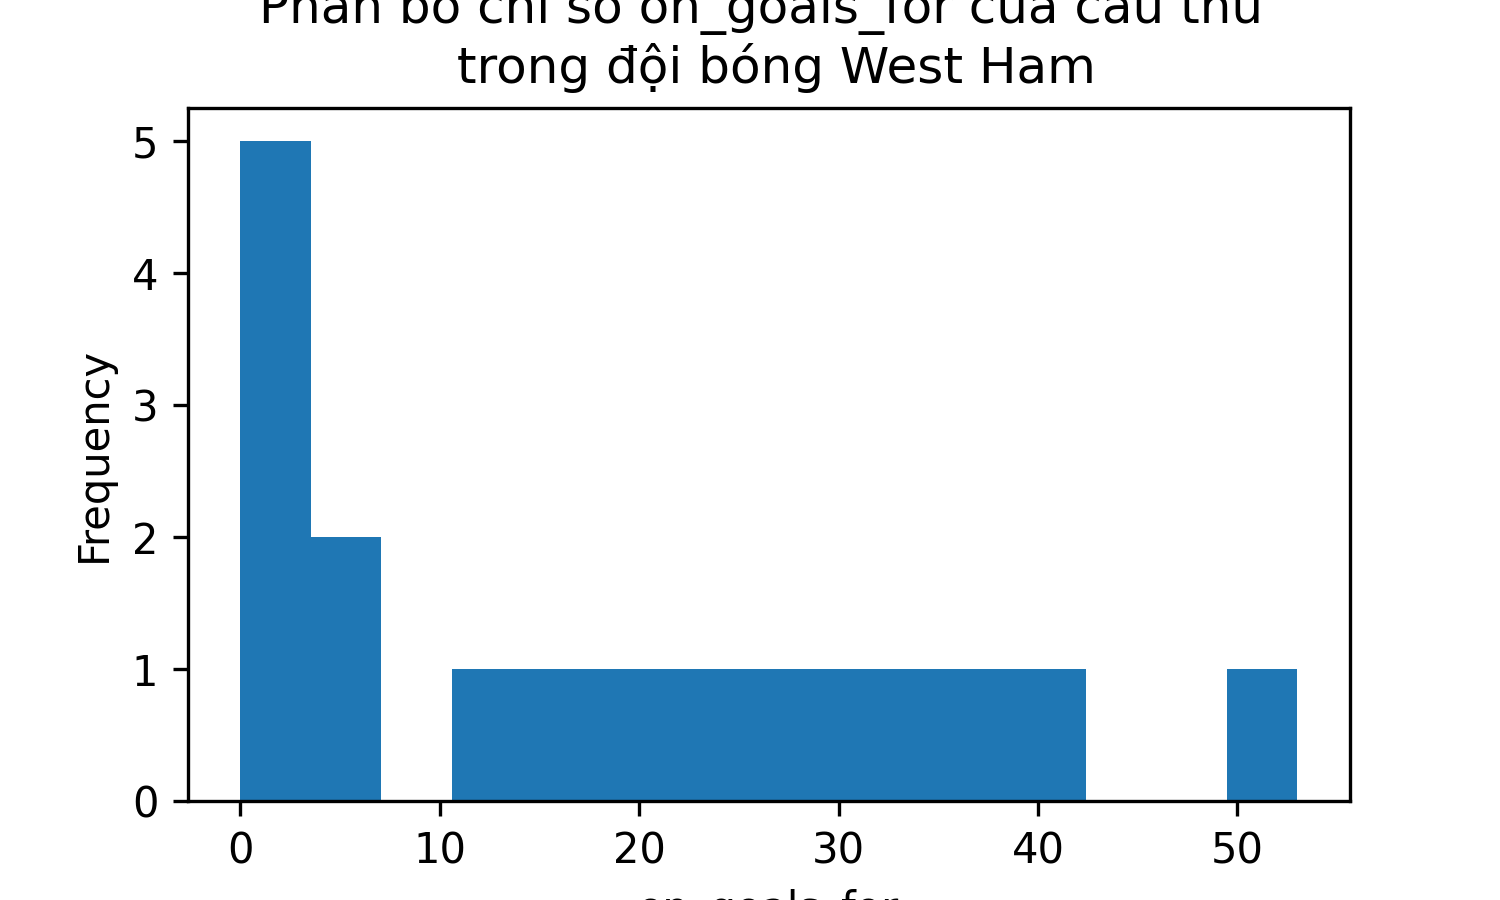 Phân bố chỉ số on_goals_for của cầu thủ
trong đội bóng West Ham
Frequency
5
4
3
2
1
0
0 10 20 30 40 50
on_goals_for